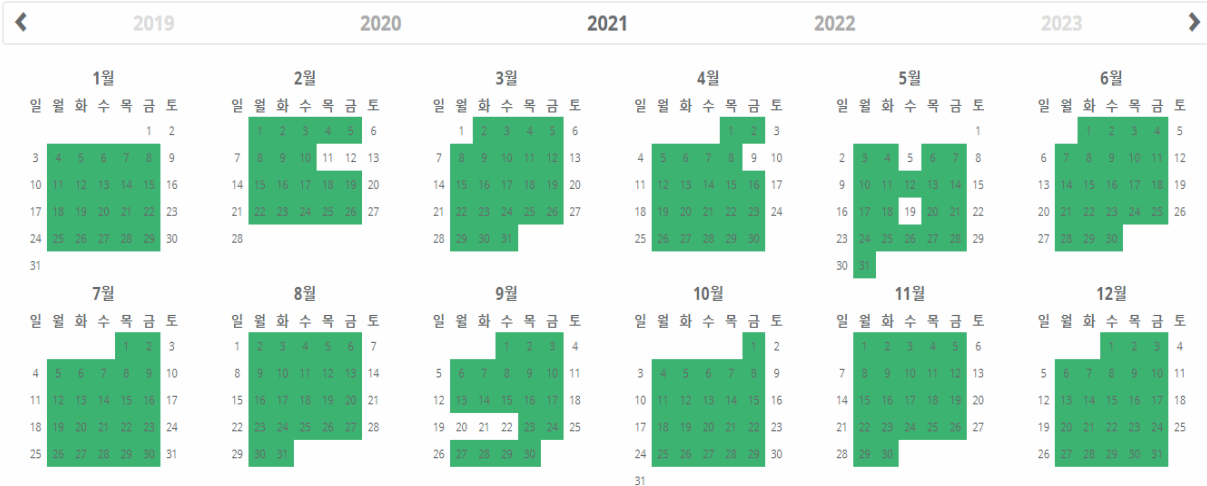 2019 2020 2021 2022 2023
1월 2월 3월 4월 5월 6월
일 월 화 수 목 금 토 일 월 화 수 목 금 토 일 월 화 수 목 금 토 일 월 화 수 목 금 토 일 월 화 수 목 금 토 일 월 화 수 목 금 토
1 2 1 2 3 4 5 6 1 2 3 4 5 6 1 2 3 1 1 2 3 4 5
3 4 5 6 7 8 9 7 8 9 10 11 12 13 7 8 9 10 11 12 13 4 5 6 7 8 9 10 2 3 4 5 6 7 8 6 7 8 9 10 11 12
10 11 12 13 14 15 16 14 15 16 17 18 19 20 14 15 16 17 18 19 20 11 12 13 14 15 16 17 9 10 11 12 13 14 15 13 14 15 16 17 18 19
17 18 19 20 21 22 23 21 22 23 24 25 26 27 21 22 23 24 25 26 27 18 19 20 21 22 23 24 16 17 18 19 20 21 22 20 21 22 23 24 25 26
24 25 26 27 28 29 30 28 28 29 30 31 25 26 27 28 29 30 23 24 25 26 27 28 29 27 28 29 30
31 30 31
7월 8월 9월 10월 11월 12월
일 월 화 수 목 금 토 일 월 화 수 목 금 토 일 월 화 수 목 금 토 일 월 화 수 목 금 토 일 월 화 수 목 금 토 일 월 화 수 목 금 토
1 2 3 1 2 3 4 5 6 7 1 2 3 4 1 2 1 2 3 4 5 6 1 2 3 4
4 5 6 7 8 9 10 8 9 10 11 12 13 14 5 6 7 8 9 10 11 3 4 5 6 7 8 9 7 8 9 10 11 12 13 5 6 7 8 9 10 11
11 12 13 14 15 16 17 15 16 17 18 19 20 21 12 13 14 15 16 17 18 10 11 12 13 14 15 16 14 15 16 17 18 19 20 12 13 14 15 16 17 18
18 19 20 21 22 23 24 22 23 24 25 26 27 28 19 20 21 22 23 24 25 17 18 19 20 21 22 23 21 22 23 24 25 26 27 19 20 21 22 23 24 25
25 26 27 28 29 30 31 29 30 31 26 27 28 29 30 24 25 26 27 28 29 30 28 29 30 26 27 28 29 30 31
31